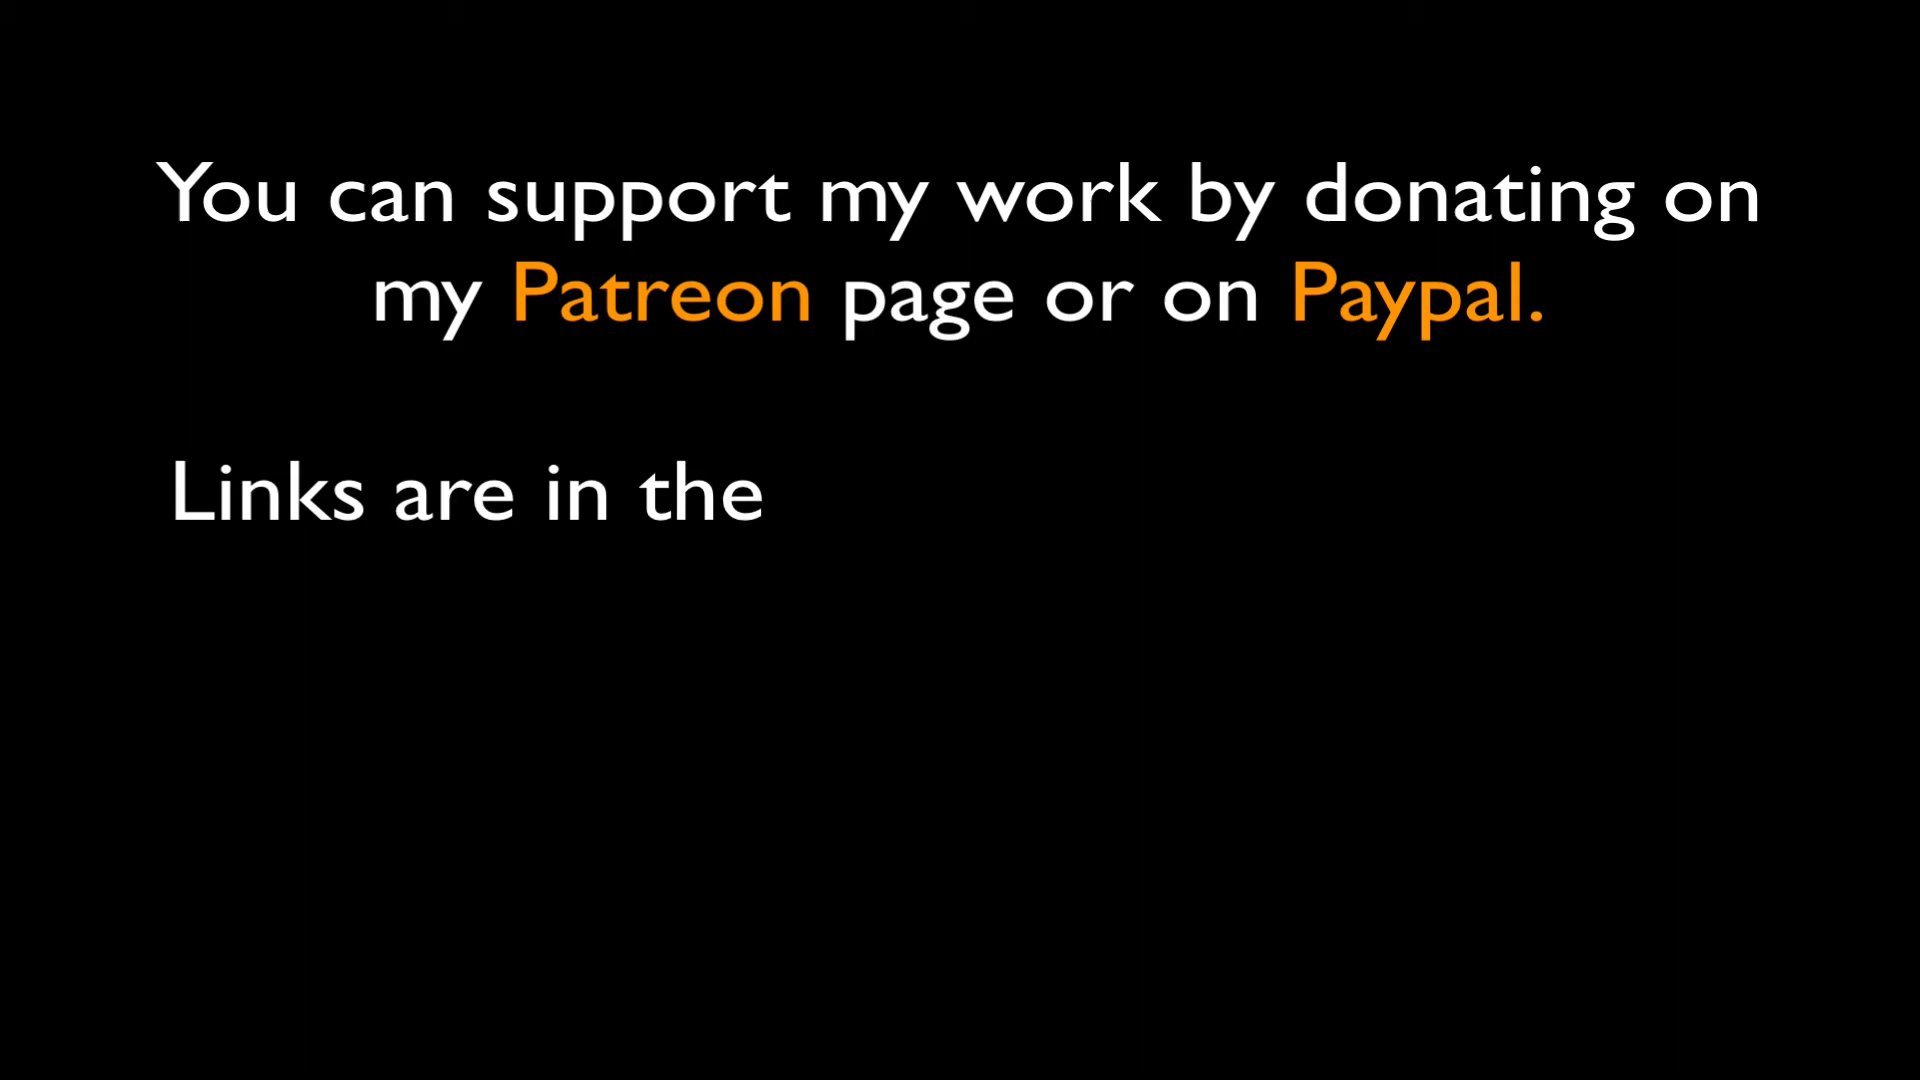 You can support my work by donating on
my Patreon page or on Paypal.
Links are in the